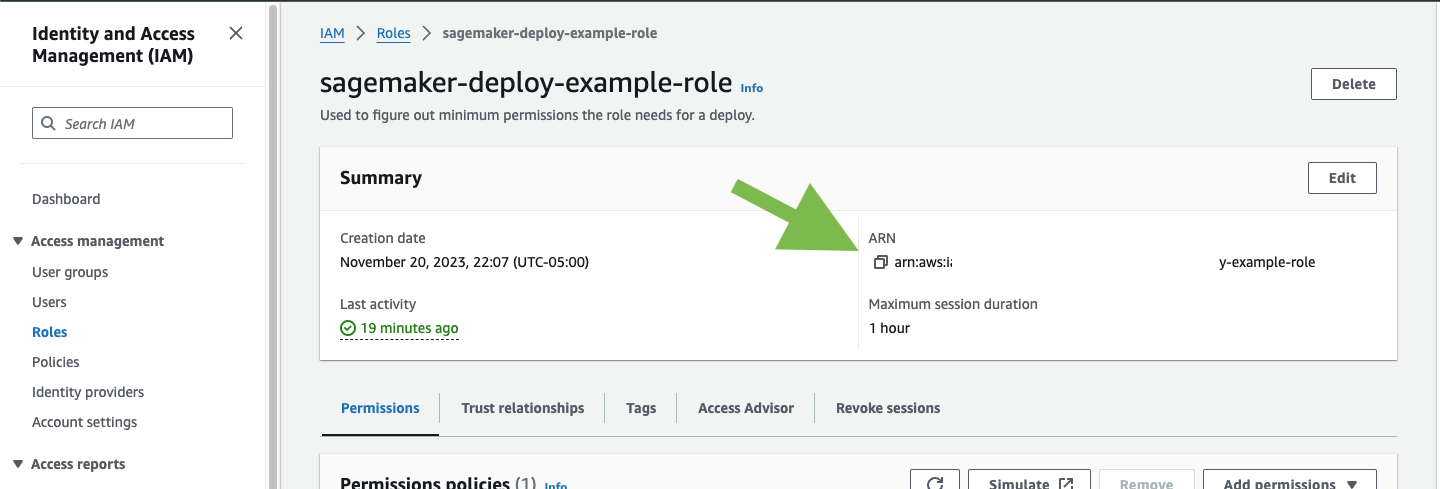 Identity and Access
Management (IAM)
Search IAM
Dashboard
Access management
User groups
Users
Roles
Policies
Identity providers
Account settings
Access reports
IAM > Roles > sagemaker-deploy-example-role
sagemaker-deploy-example-role Info
Delete
Used to figure out minimum permissions the role needs for a deploy.
Summary
Edit
Creation date
November 20, 2023, 22:07 (UTC-05:00)
ARN
arn:aws:ia y-example-role
Last activity
19 minutes ago
Maximum session duration
1 hour
Permissions
Trust relationships
Tags
Access Advisor
Revoke sessions
Permissions policies (1) Info
Simulate
Remove
Add permissions